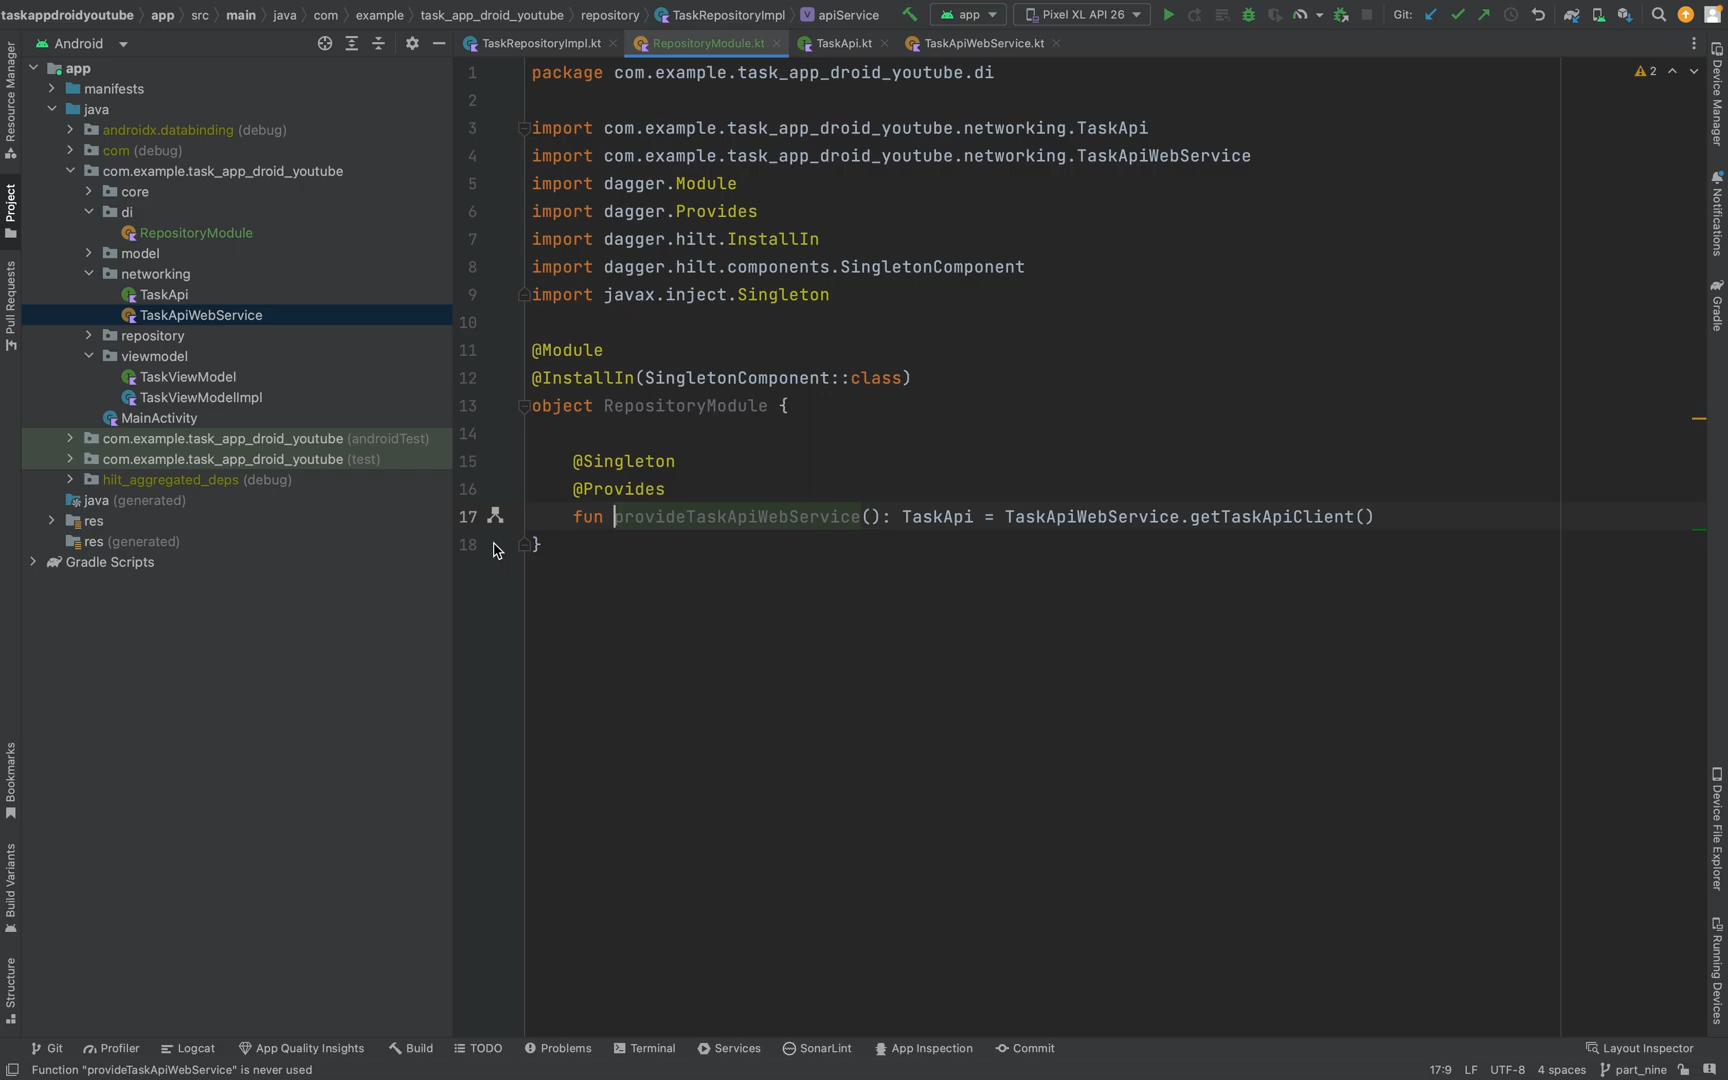 taskappdroidyoutube app src main java com example task_app_droid_youtube repository TaskRepositoryImpl apiService app Pixel XL API 26 Git:
Android
TaskRepositoryImpl.kt RepositoryModule.kt TaskApi.kt TaskApiWebService.kt
Resource Manager
Project
Pull Requests
Bookmarks
Build Variants
Structure
app
manifests
java
androidx.databinding (debug)
com (debug)
com.example.task_app_droid_youtube
core
di
RepositoryModule
model
networking
TaskApi
TaskApiWebService
repository
viewmodel
TaskViewModel
TaskViewModelImpl
MainActivity
com.example.task_app_droid_youtube (androidTest)
com.example.task_app_droid_youtube (test)
hilt_aggregated_deps (debug)
java (generated)
res
res (generated)
Gradle Scripts
1 package com.example.task_app_droid_youtube.di
2
3 import com.example.task_app_droid_youtube.networking.TaskApi
4 import com.example.task_app_droid_youtube.networking.TaskApiWebService
5 import dagger.Module
6 import dagger.Provides
7 import dagger.hilt.InstallIn
8 import dagger.hilt.components.SingletonComponent
9 import javax.inject.Singleton
10
11 @Module
12 @InstallIn(SingletonComponent::class)
13 object RepositoryModule {
14
15 @Singleton
16 @Provides
17 fun provideTaskApiWebService(): TaskApi = TaskApiWebService.getTaskApiClient()
18 }
2
Device Manager
Notifications
Gradle
Device File Explorer
Running Devices
Git Profiler Logcat App Quality Insights Build TODO Problems Terminal Services SonarLint App Inspection Commit Layout Inspector
Function "provideTaskApiWebService" is never used 17:9 LF UTF-8 4 spaces part_nine